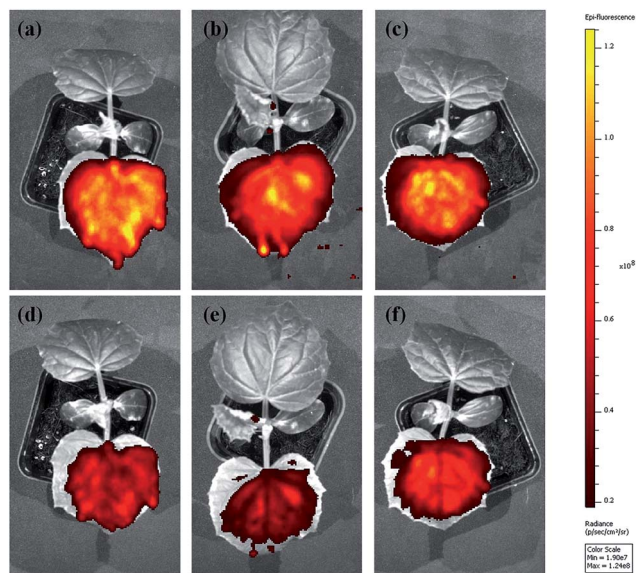 (a)
(b)
(c)
(d)
(e)
(f)
Epi-fluorescence
1.2
1.0
0.8
x10⁸
0.6
0.4
0.2
Radiance
(p/sec/cm²/sr)
Color Scale
Min = 1.90e7
Max = 1.24e8